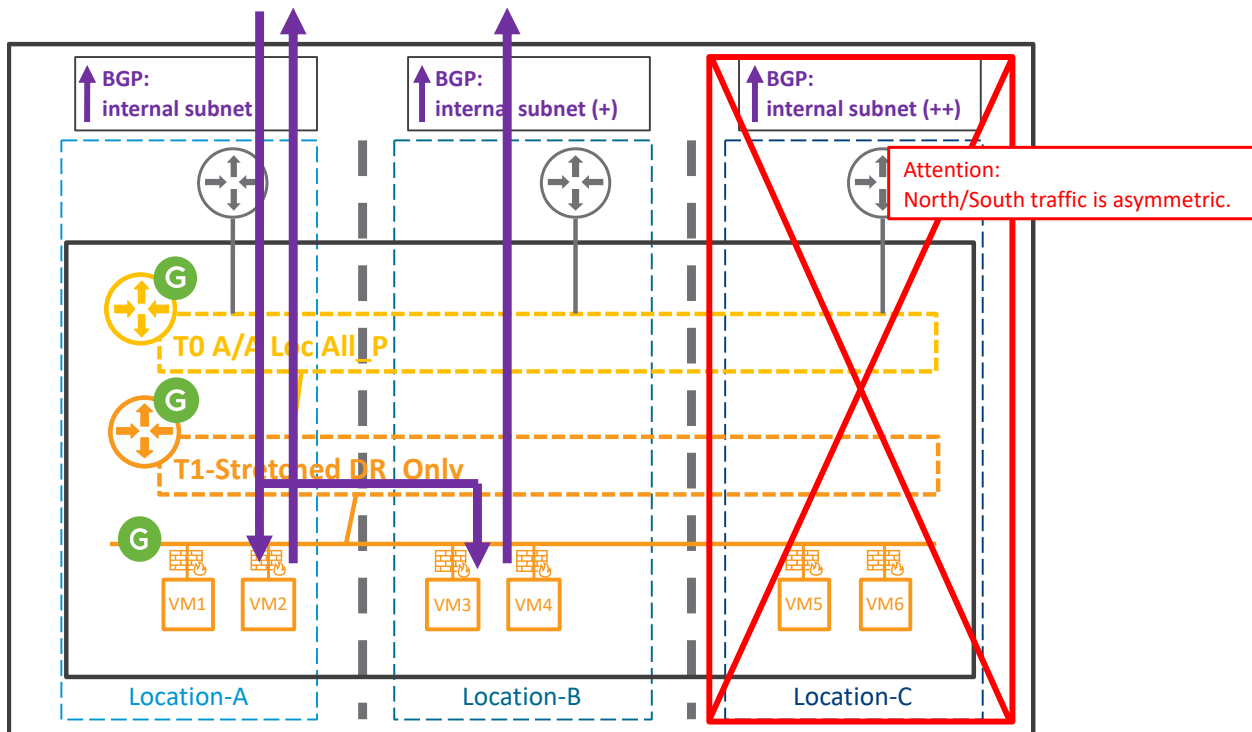 BGP:
internal subnet
BGP:
internal subnet (+)
BGP:
internal subnet (++)
Attention:
North/South traffic is asymmetric.
G
T0 A/A Loc All_P
G
T1-Stretched DR_Only
G
VM1
VM2
VM3
VM4
VM5
VM6
Location-A
Location-B
Location-C